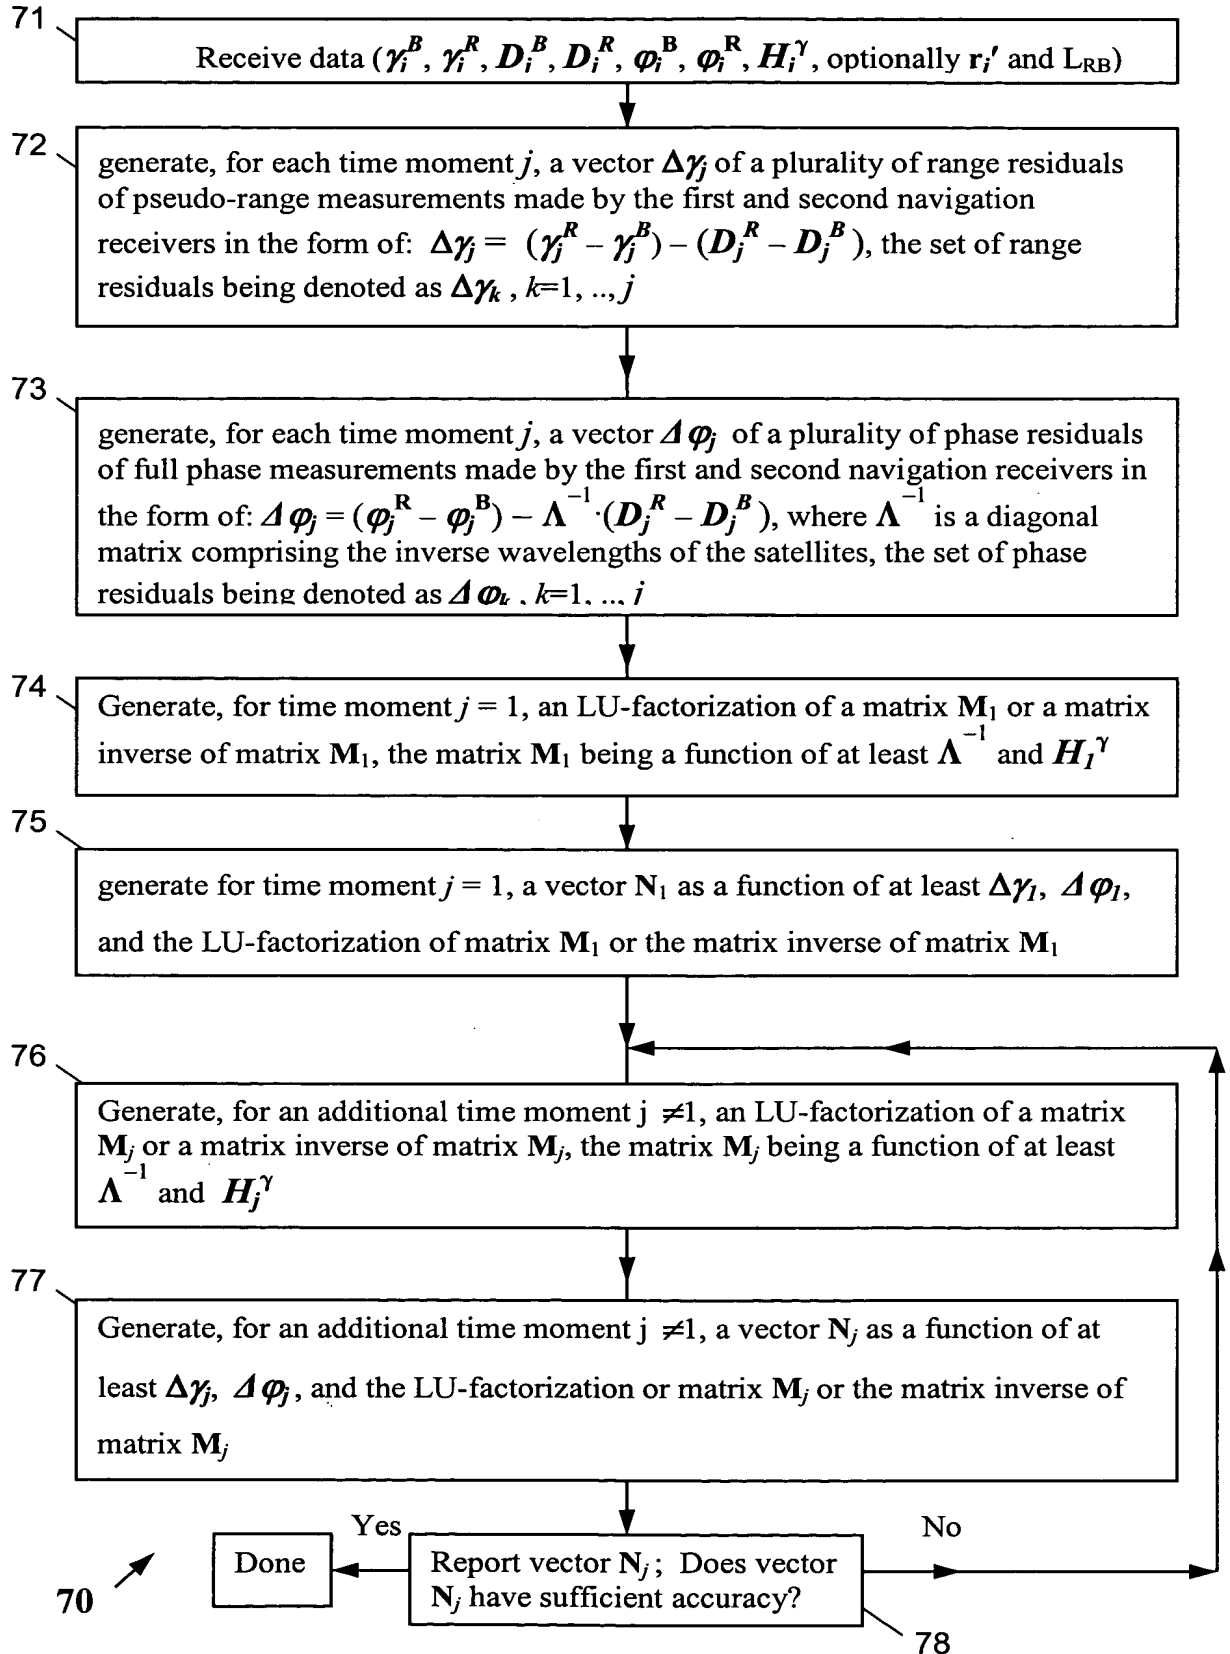 71
Receive data (γᵢᴮ, γᵢᴿ, Dᵢᴮ, Dᵢᴿ, φᵢᴮ, φᵢᴿ, Hᵢᵞ, optionally rᵢ′ and L_RB)
72
generate, for each time moment j, a vector Δγⱼ of a plurality of range residuals
of pseudo-range measurements made by the first and second navigation
receivers in the form of: Δγⱼ = (γⱼᴿ − γⱼᴮ) − (Dⱼᴿ − Dⱼᴮ), the set of range
residuals being denoted as Δγₖ , k=1, .., j
73
generate, for each time moment j, a vector Δφⱼ of a plurality of phase residuals
of full phase measurements made by the first and second navigation receivers in
the form of: Δφⱼ = (φⱼᴿ − φⱼᴮ) − Λ⁻¹·(Dⱼᴿ − Dⱼᴮ), where Λ⁻¹ is a diagonal
matrix comprising the inverse wavelengths of the satellites, the set of phase
residuals being denoted as Δφₖ , k=1, .., j
74
Generate, for time moment j = 1, an LU-factorization of a matrix M₁ or a matrix
inverse of matrix M₁, the matrix M₁ being a function of at least Λ⁻¹ and H₁ᵞ
75
generate for time moment j = 1, a vector N₁ as a function of at least Δγ₁, Δφ₁,
and the LU-factorization of matrix M₁ or the matrix inverse of matrix M₁
76
Generate, for an additional time moment j ≠1, an LU-factorization of a matrix
Mⱼ or a matrix inverse of matrix Mⱼ, the matrix Mⱼ being a function of at least
Λ⁻¹ and Hⱼᵞ
77
Generate, for an additional time moment j ≠1, a vector Nⱼ as a function of at
least Δγⱼ, Δφⱼ, and the LU-factorization or matrix Mⱼ or the matrix inverse of
matrix Mⱼ
Yes
No
Done
Report vector Nⱼ; Does vector
Nⱼ have sufficient accuracy?
70
78